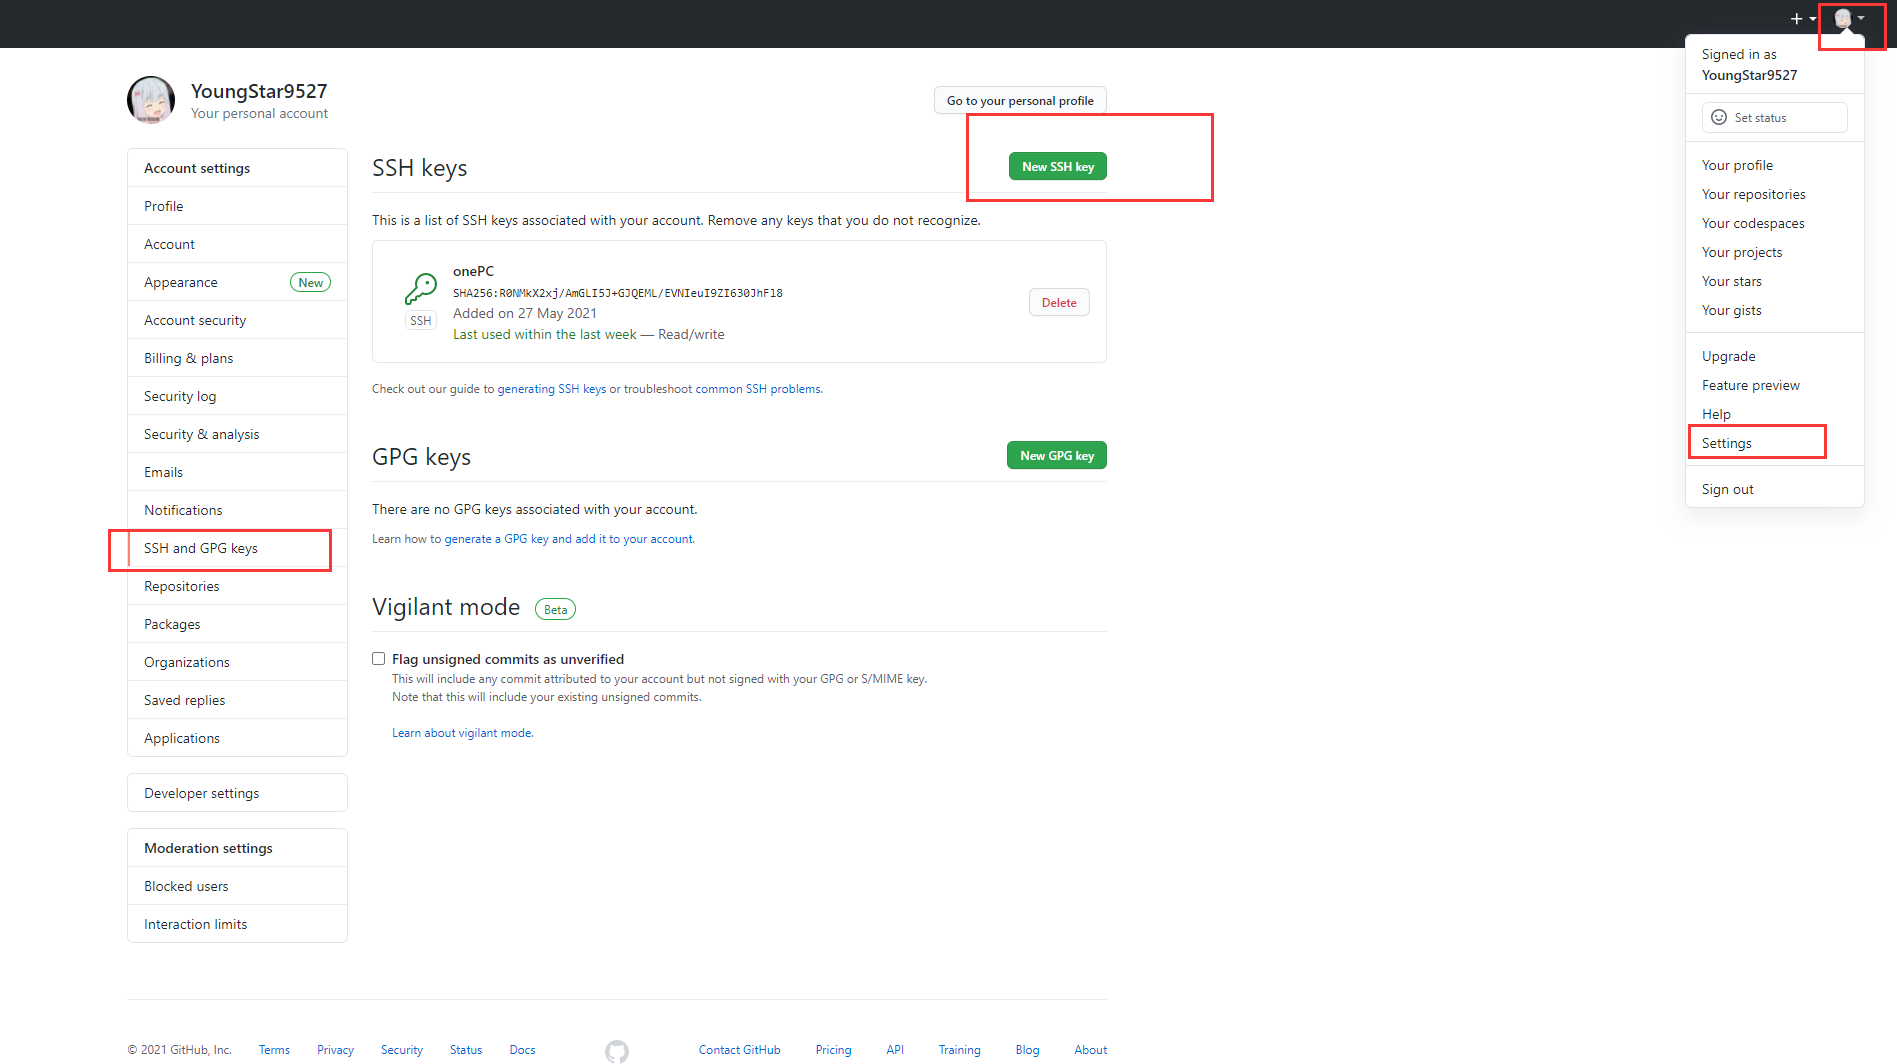 Signed in as
YoungStar9527
Set status
Your profile
Your repositories
Your codespaces
Your projects
Your stars
Your gists
Upgrade
Feature preview
Help
Settings
Sign out
YoungStar9527
Your personal account
Go to your personal profile
Account settings
Profile
Account
Appearance New
Account security
Billing & plans
Security log
Security & analysis
Emails
Notifications
SSH and GPG keys
Repositories
Packages
Organizations
Saved replies
Applications
Developer settings
Moderation settings
Blocked users
Interaction limits
SSH keys
New SSH key
This is a list of SSH keys associated with your account. Remove any keys that you do not recognize.
onePC
SHA256:R0NMkX2xj/AmGLI5J+GJQEML/EVNIeuI9ZI630JhF18
SSH
Added on 27 May 2021
Last used within the last week — Read/write
Delete
Check out our guide to generating SSH keys or troubleshoot common SSH problems.
GPG keys
New GPG key
There are no GPG keys associated with your account.
Learn how to generate a GPG key and add it to your account.
Vigilant mode Beta
Flag unsigned commits as unverified
This will include any commit attributed to your account but not signed with your GPG or S/MIME key.
Note that this will include your existing unsigned commits.
Learn about vigilant mode.
© 2021 GitHub, Inc. Terms Privacy Security Status Docs Contact GitHub Pricing API Training Blog About